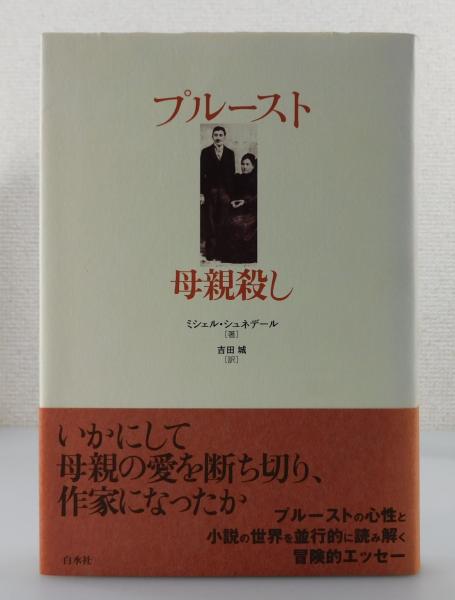 プルースト
母親殺し
ミシェル・シュネデール
[著]
吉田 城
[訳]
いかにして
母親の愛を断ち切り、
作家になったか
プルーストの心性と
小説の世界を並行的に読み解く
冒険的エッセー
白水社